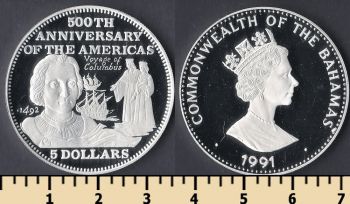 500TH
ANNIVERSARY
OF THE AMERICAS
Voyage of
Columbus
1492
5 DOLLARS
COMMONWEALTH OF THE BAHAMAS
1991
1 2 3 4 5 6 7